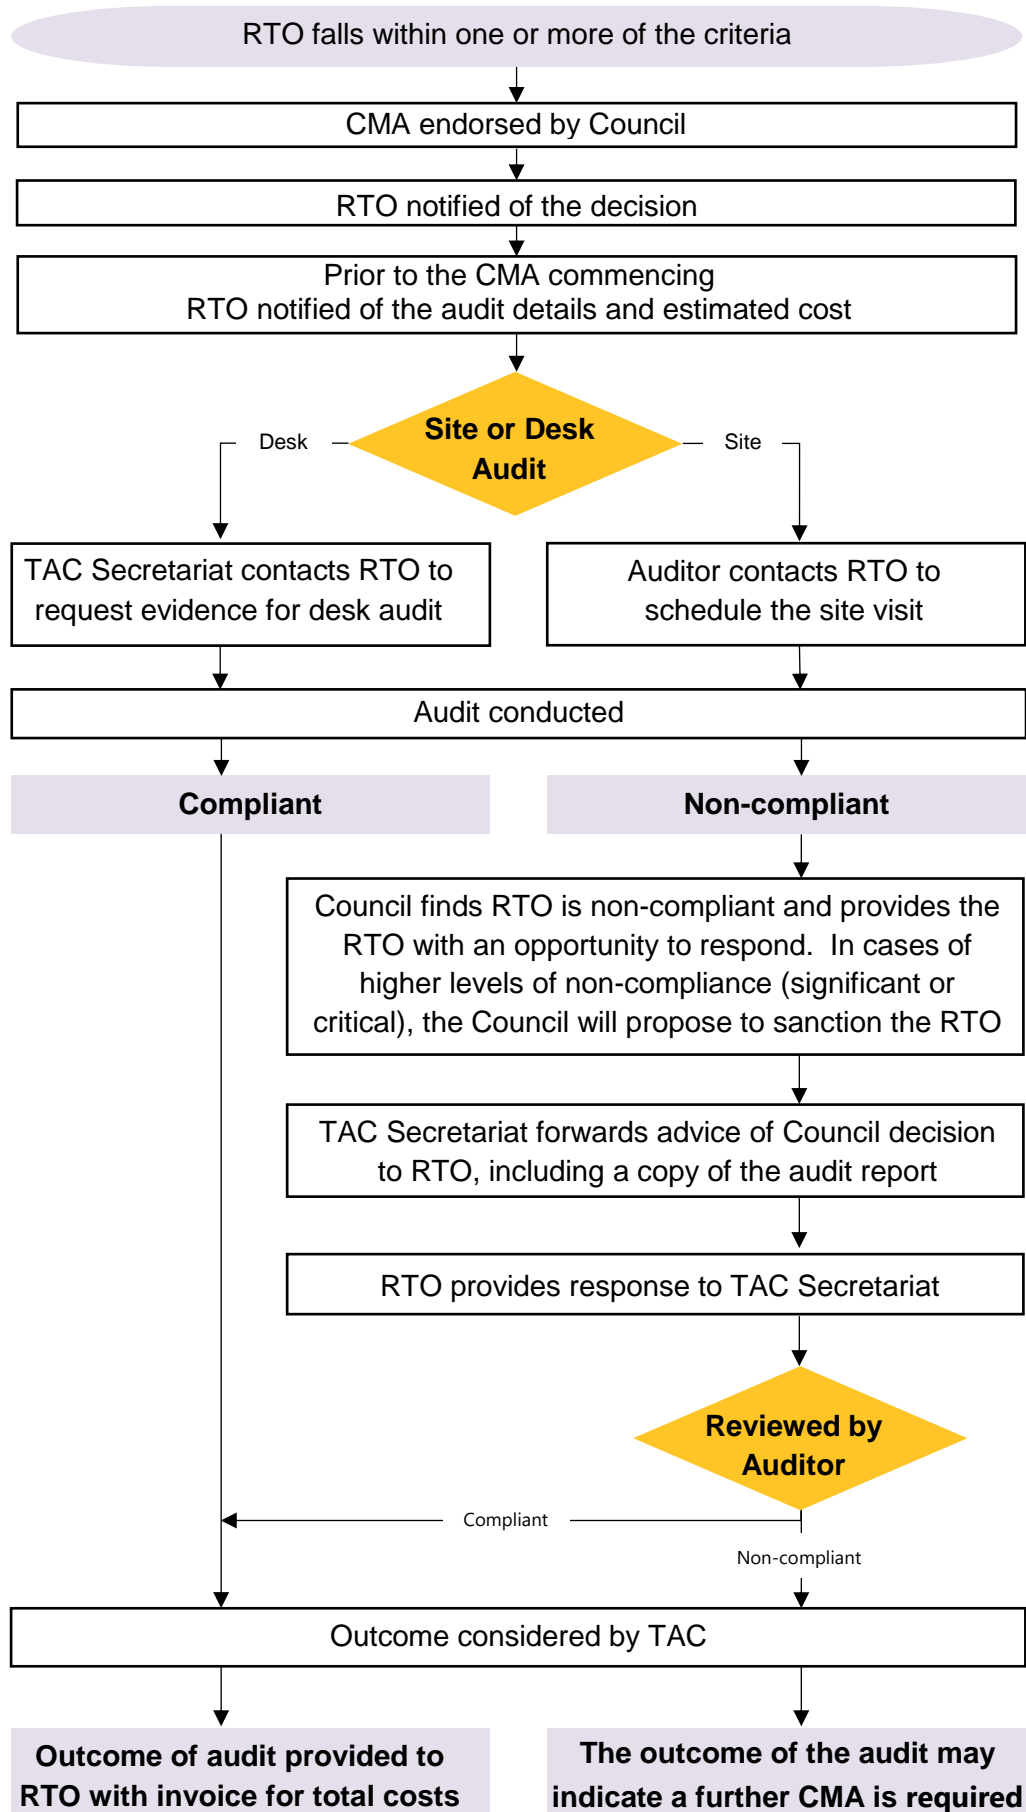 RTO falls within one or more of the criteria
CMA endorsed by Council
RTO notified of the decision
Prior to the CMA commencing
RTO notified of the audit details and estimated cost
Site or Desk
Audit
Desk
Site
TAC Secretariat contacts RTO to
request evidence for desk audit
Auditor contacts RTO to
schedule the site visit
Audit conducted
Compliant
Non-compliant
Council finds RTO is non-compliant and provides the
RTO with an opportunity to respond.  In cases of
higher levels of non-compliance (significant or
critical), the Council will propose to sanction the RTO
TAC Secretariat forwards advice of Council decision
to RTO, including a copy of the audit report
RTO provides response to TAC Secretariat
Reviewed by
Auditor
Compliant
Non-compliant
Outcome considered by TAC
Outcome of audit provided to
RTO with invoice for total costs
The outcome of the audit may
indicate a further CMA is required